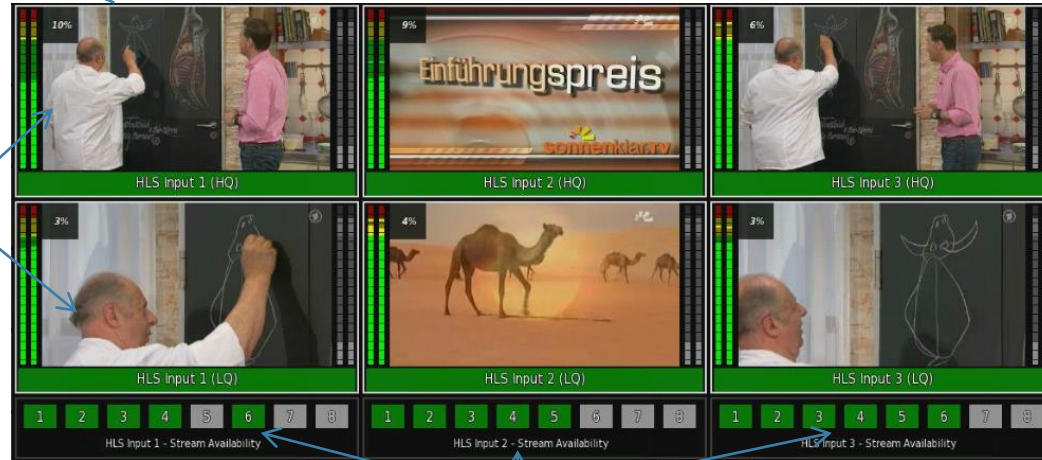 10%
9%
6%
Einführungspreis
sonnenklar.TV
HLS Input 1 (HQ)
HLS Input 2 (HQ)
HLS Input 3 (HQ)
3%
4%
3%
HLS Input 1 (LQ)
HLS Input 2 (LQ)
HLS Input 3 (LQ)
1 2 3 4 5 6 7 8
1 2 3 4 5 6 7 8
1 2 3 4 5 6 7 8
HLS Input 1 - Stream Availability
HLS Input 2 - Stream Availability
HLS Input 3 - Stream Availability